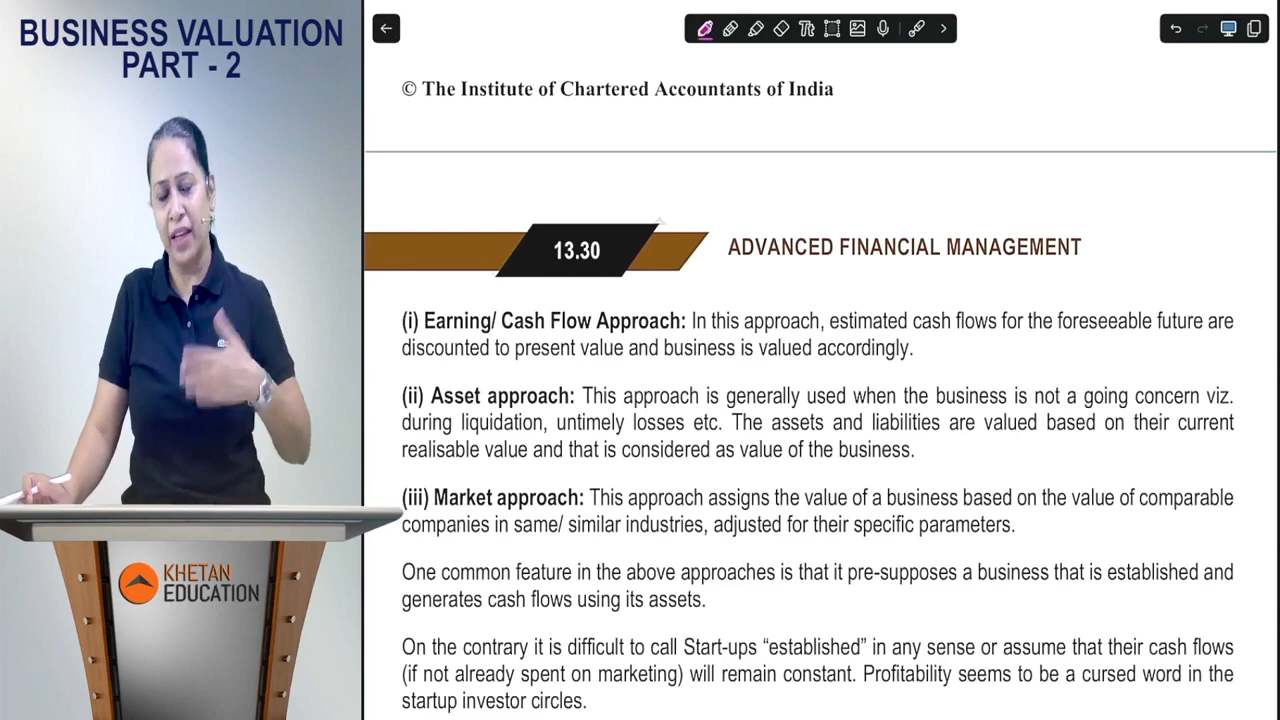 BUSINESS VALUATION
PART - 2
© The Institute of Chartered Accountants of India
13.30
ADVANCED FINANCIAL MANAGEMENT
(i) Earning/ Cash Flow Approach: In this approach, estimated cash flows for the foreseeable future are
discounted to present value and business is valued accordingly.
(ii) Asset approach: This approach is generally used when the business is not a going concern viz.
during liquidation, untimely losses etc. The assets and liabilities are valued based on their current
realisable value and that is considered as value of the business.
(iii) Market approach: This approach assigns the value of a business based on the value of comparable
companies in same/ similar industries, adjusted for their specific parameters.
One common feature in the above approaches is that it pre-supposes a business that is established and
generates cash flows using its assets.
On the contrary it is difficult to call Start-ups “established” in any sense or assume that their cash flows
(if not already spent on marketing) will remain constant. Profitability seems to be a cursed word in the
startup investor circles.
KHETAN
EDUCATION